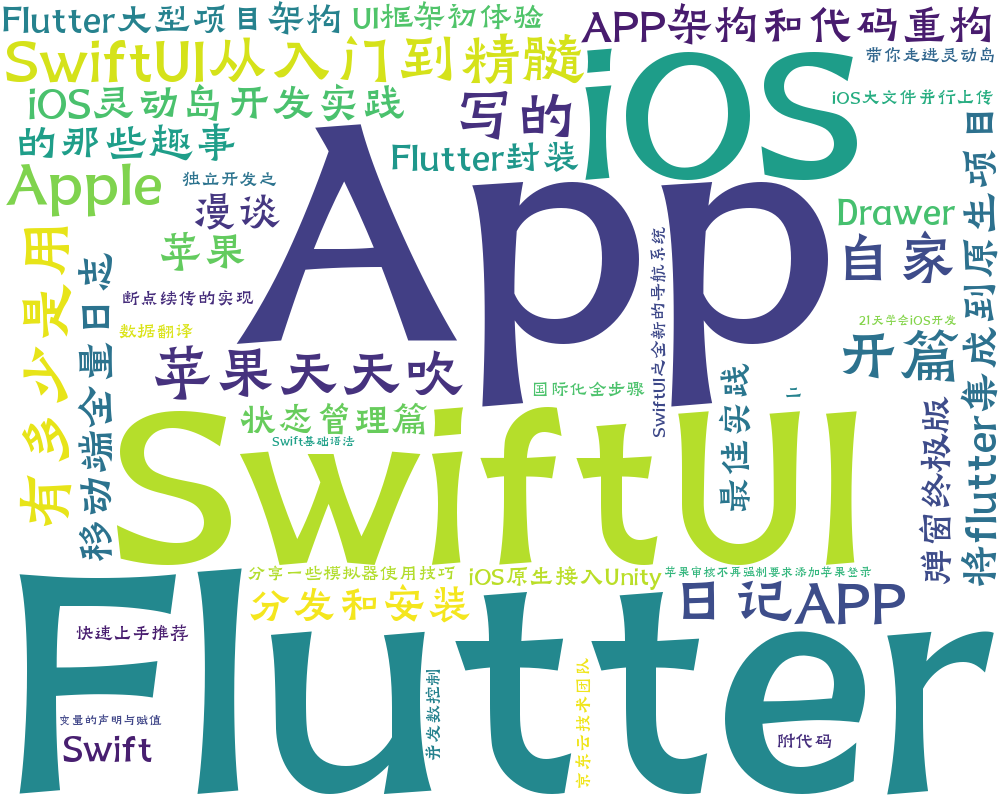 Flutter大型项目架构
UI框架初体验
APP架构和代码重构
SwiftUI从入门到精髓
带你走进灵动岛
iOS
iOS灵动岛开发实践
写的
iOS大文件并行上传
的那些趣事
App
Flutter封装
将flutter集成到原生项目
Apple
独立开发之
漫谈
Drawer
苹果
自家
有多少是用
移动端全量日志
断点续传的实现
SwiftUI之全新的导航系统
数据翻译
21天学会iOS开发
开篇
苹果天天吹
国际化全步骤
最佳实践
二
状态管理篇
Swift基础语法
弹窗终极版
SwiftUI
分享一些模拟器使用技巧
iOS原生接入Unity
苹果审核不再强制要求添加苹果登录
分发和安装
日记APP
Flutter
快速上手推荐
并发数控制
京东云技术团队
变量的声明与赋值
Swift
附代码